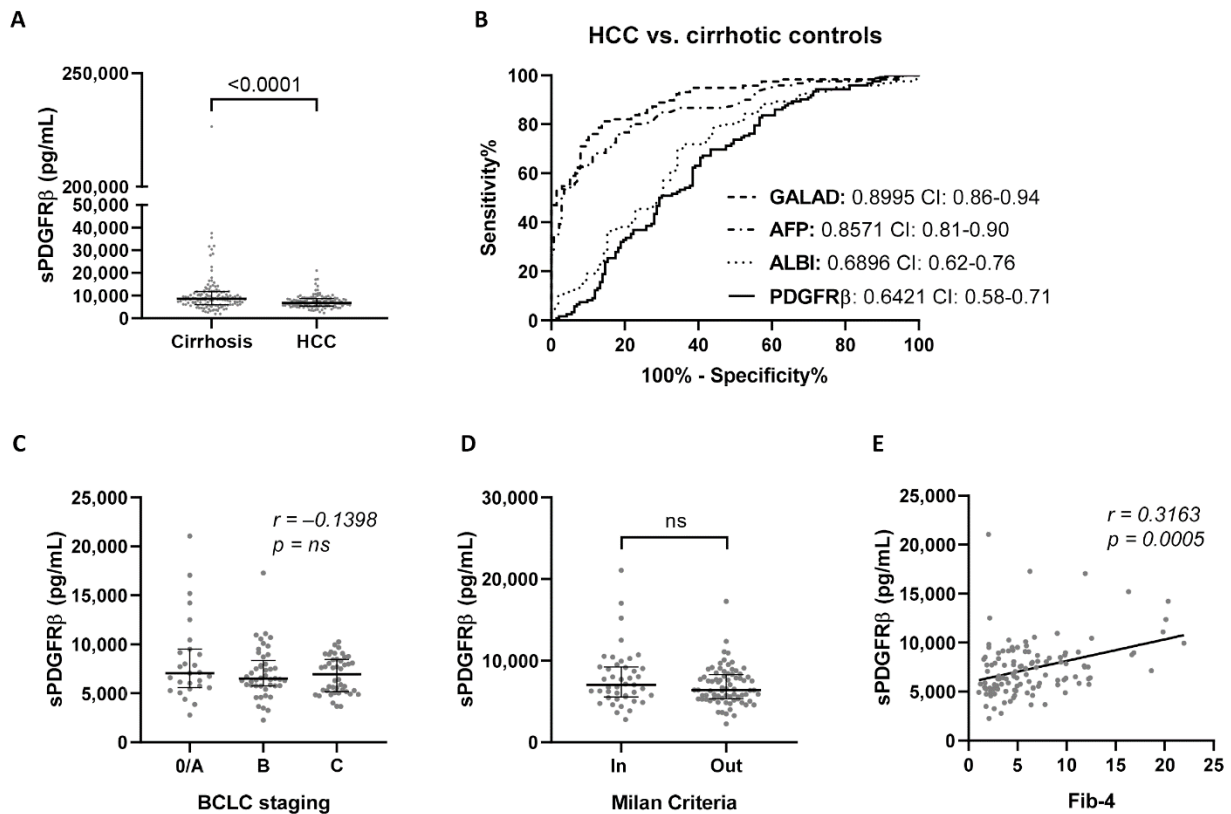 A
250,000
<0.0001
200,000
50,000
40,000
30,000
20,000
10,000
0
sPDGFRβ (pg/mL)
Cirrhosis HCC
B
HCC vs. cirrhotic controls
100
80
60
40
20
0
Sensitivity%
GALAD: 0.8995 CI: 0.86-0.94
AFP: 0.8571 CI: 0.81-0.90
ALBI: 0.6896 CI: 0.62-0.76
PDGFRβ: 0.6421 CI: 0.58-0.71
0 20 40 60 80 100
100% - Specificity%
C
25,000
20,000
15,000
10,000
5,000
0
sPDGFRβ (pg/mL)
r = –0.1398
p = ns
0/A B C
BCLC staging
D
30,000
20,000
10,000
0
sPDGFRβ (pg/mL)
ns
In Out
Milan Criteria
E
25,000
20,000
15,000
10,000
5,000
0
sPDGFRβ (pg/mL)
r = 0.3163
p = 0.0005
0 5 10 15 20 25
Fib-4